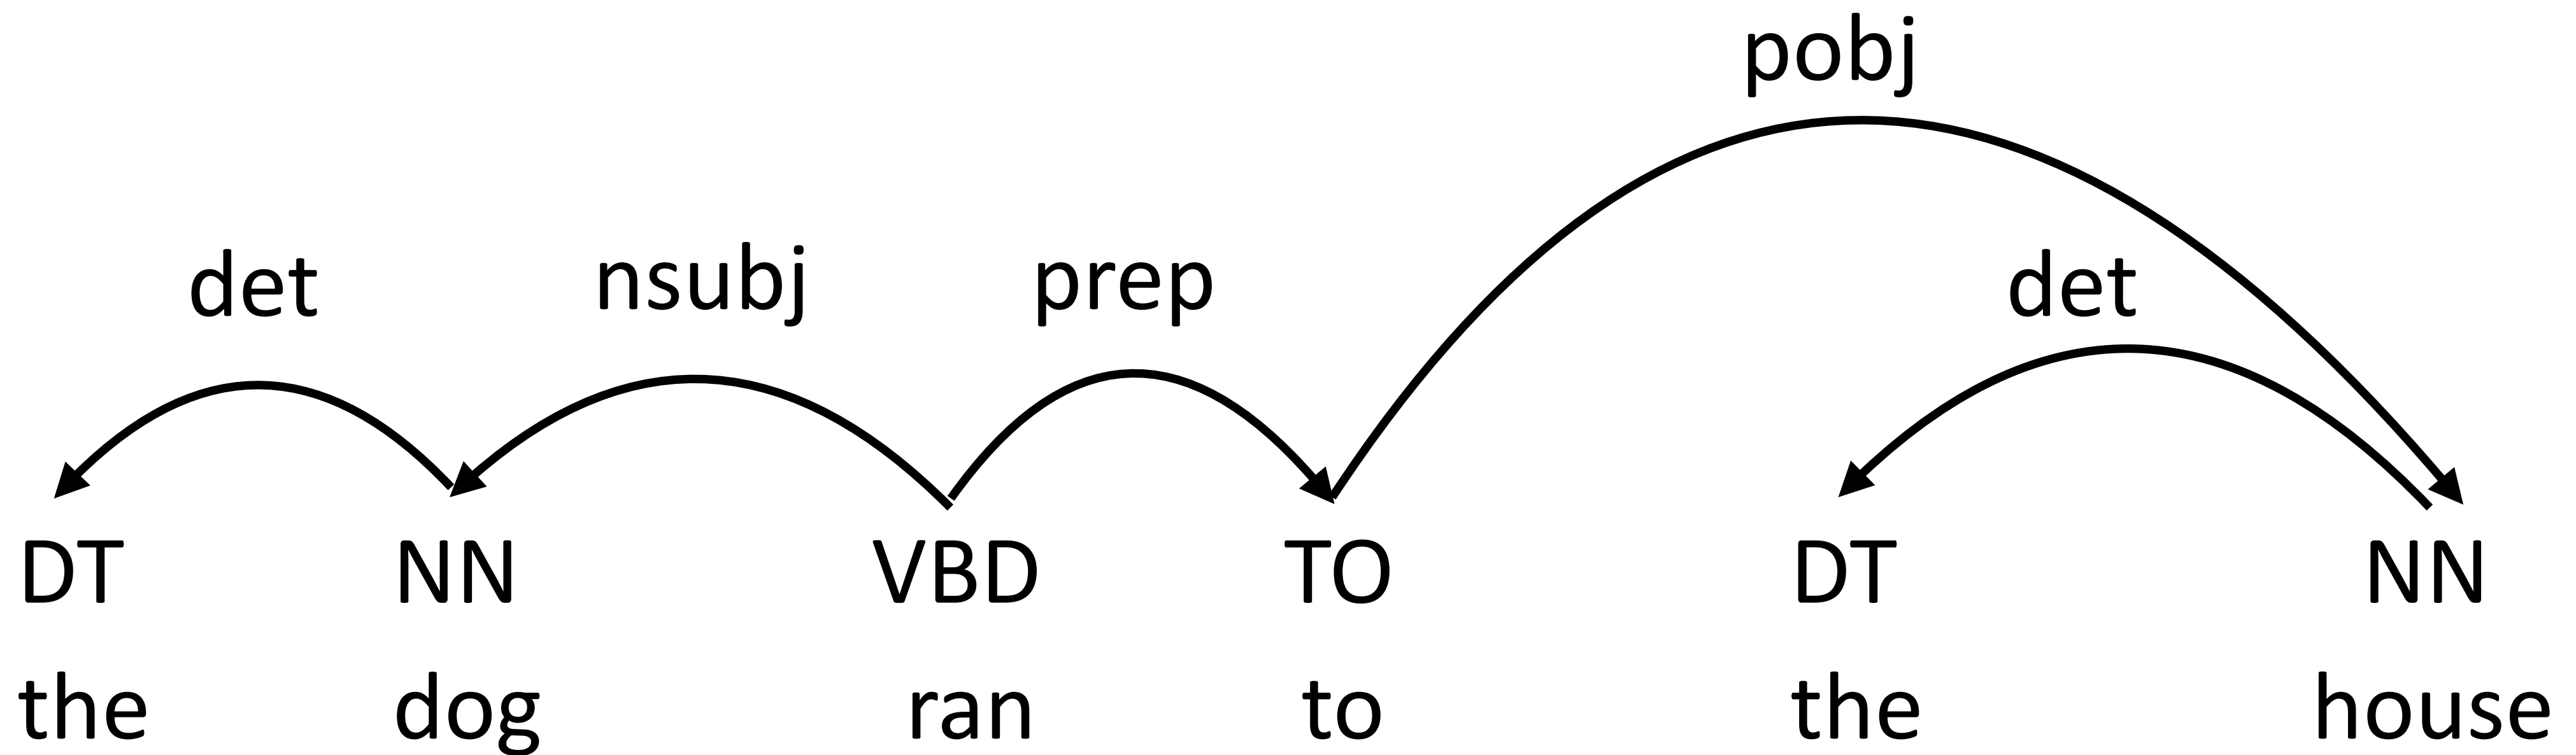 pobj
det nsubj prep det
DT NN VBD TO DT NN
the dog ran to the house